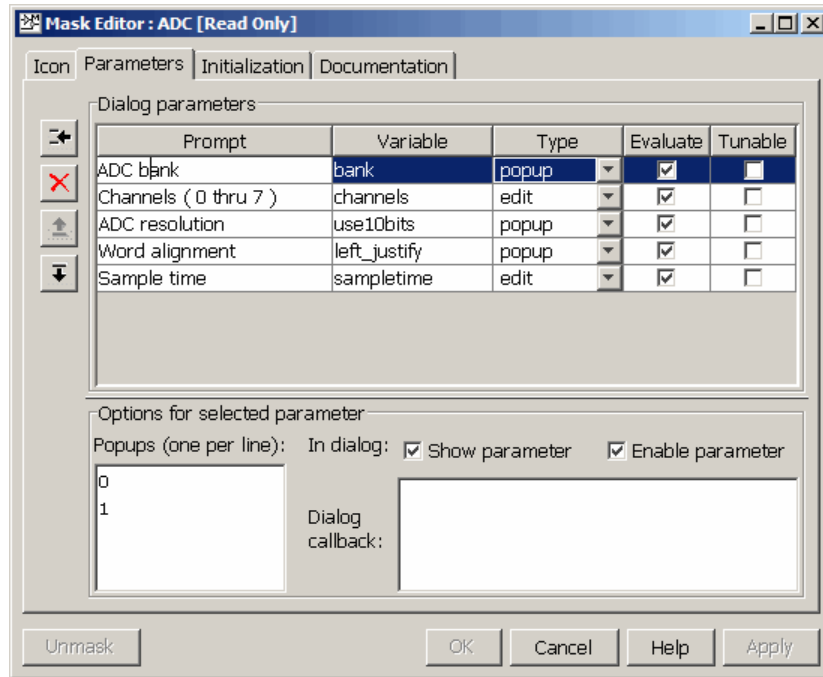 Mask Editor : ADC [Read Only]
Icon Parameters Initialization Documentation
Dialog parameters
Prompt Variable Type Evaluate Tunable
ADC bank bank popup
Channels ( 0 thru 7 ) channels edit
ADC resolution use10bits popup
Word alignment left_justify popup
Sample time sampletime edit
Options for selected parameter
Popups (one per line): In dialog: Show parameter Enable parameter
0
1
Dialog
callback:
Unmask OK Cancel Help Apply